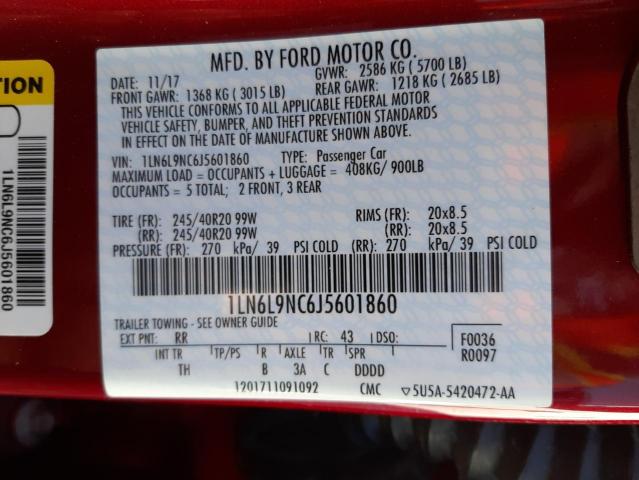 MFD. BY FORD MOTOR CO.
DATE: 11/17 GVWR: 2586 KG ( 5700 LB)
FRONT GAWR: 1368 KG ( 3015 LB) REAR GAWR: 1218 KG ( 2685 LB)
THIS VEHICLE CONFORMS TO ALL APPLICABLE FEDERAL MOTOR
VEHICLE SAFETY, BUMPER, AND THEFT PREVENTION STANDARDS
IN EFFECT ON THE DATE OF MANUFACTURE SHOWN ABOVE.
VIN: 1LN6L9NC6J5601860 TYPE: Passenger Car
MAXIMUM LOAD = OCCUPANTS + LUGGAGE = 408KG/ 900LB
OCCUPANTS = 5 TOTAL; 2 FRONT, 3 REAR
TIRE (FR): 245/40R20 99W RIMS (FR): 20x8.5
(RR): 245/40R20 99W (RR): 20x8.5
PRESSURE (FR): 270 kPa/ 39 PSI COLD (RR): 270 kPa/ 39 PSI COLD
1LN6L9NC6J5601860
TRAILER TOWING - SEE OWNER GUIDE
EXT PNT: RR RC: 43 DSO: F0036
INT TR TP/PS R AXLE TR SPR R0097
TH B 3A C DDDD
1201711091092 CMC 5U5A-5420472-AA
TION
1LN6L9NC6J5601860